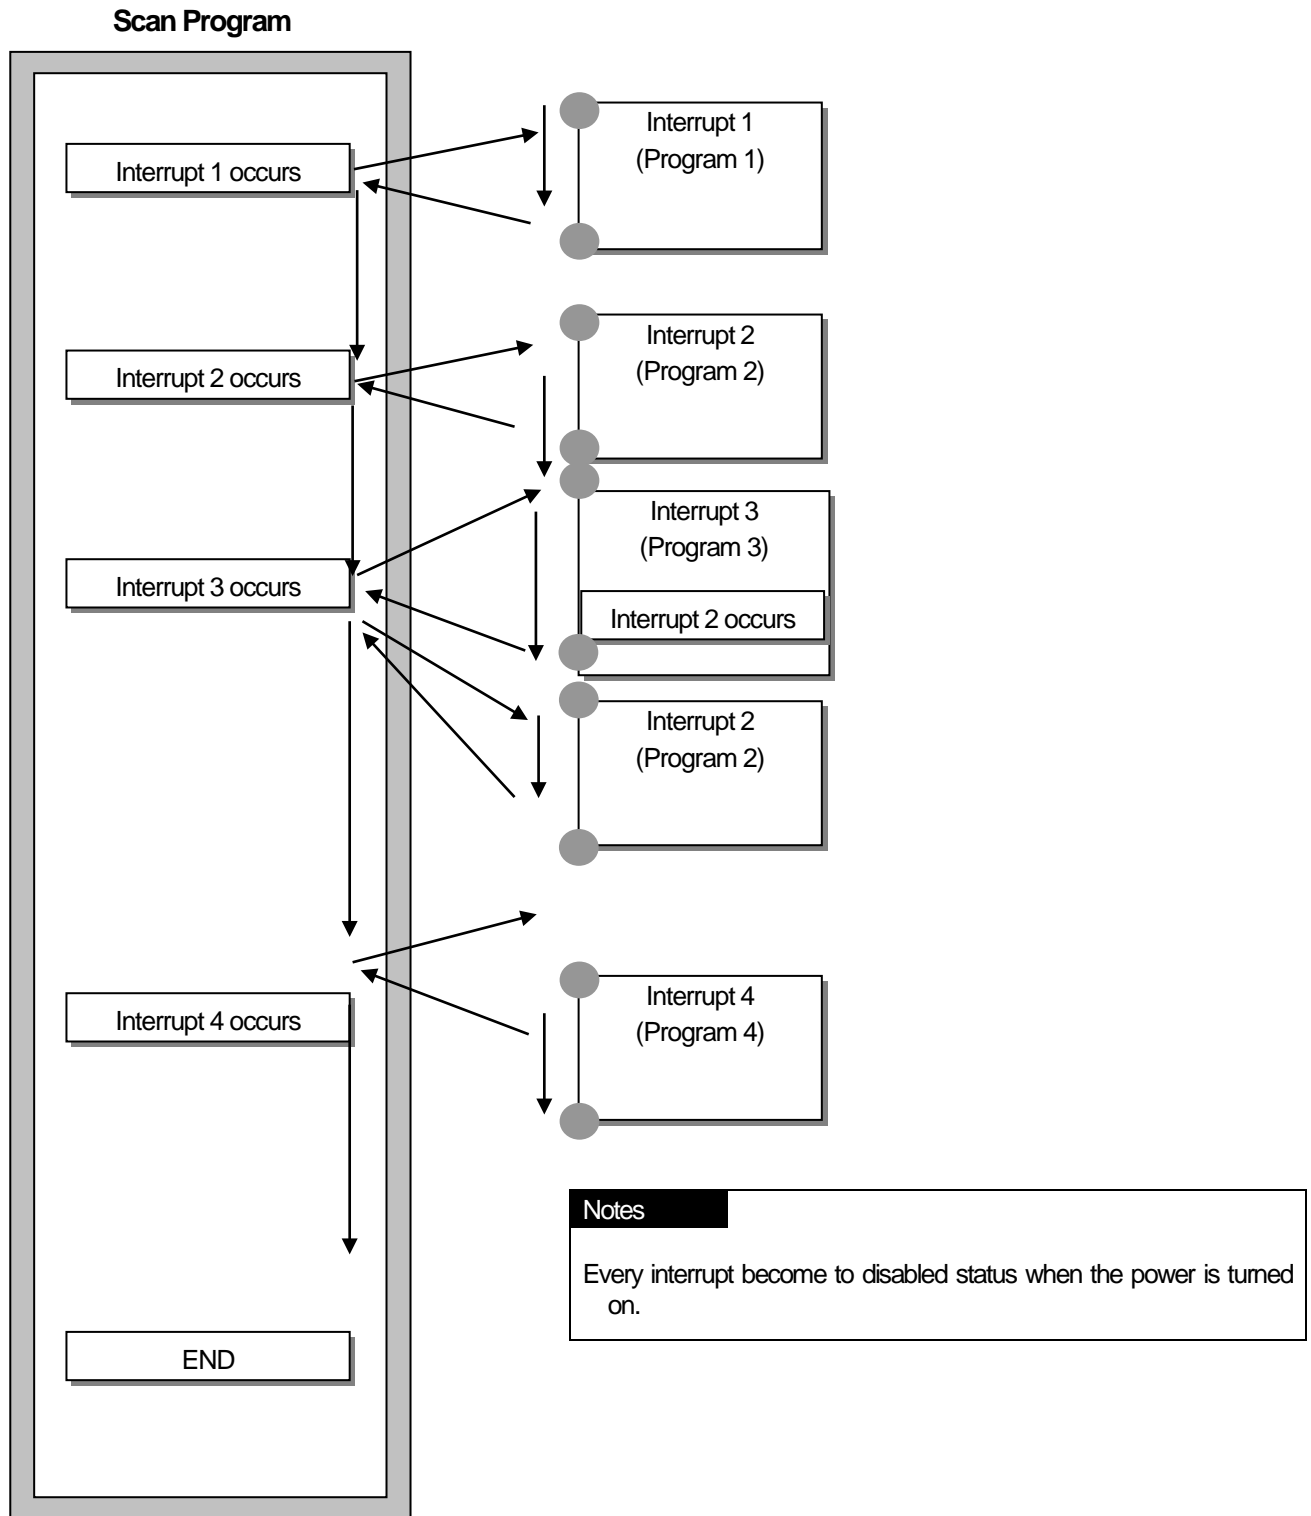 Scan Program
Interrupt 1 occurs
Interrupt 1
(Program 1)
Interrupt 2 occurs
Interrupt 2
(Program 2)
Interrupt 3 occurs
Interrupt 3
(Program 3)
Interrupt 2 occurs
Interrupt 2
(Program 2)
Interrupt 4 occurs
Interrupt 4
(Program 4)
Notes
Every interrupt become to disabled status when the power is turned
on.
END